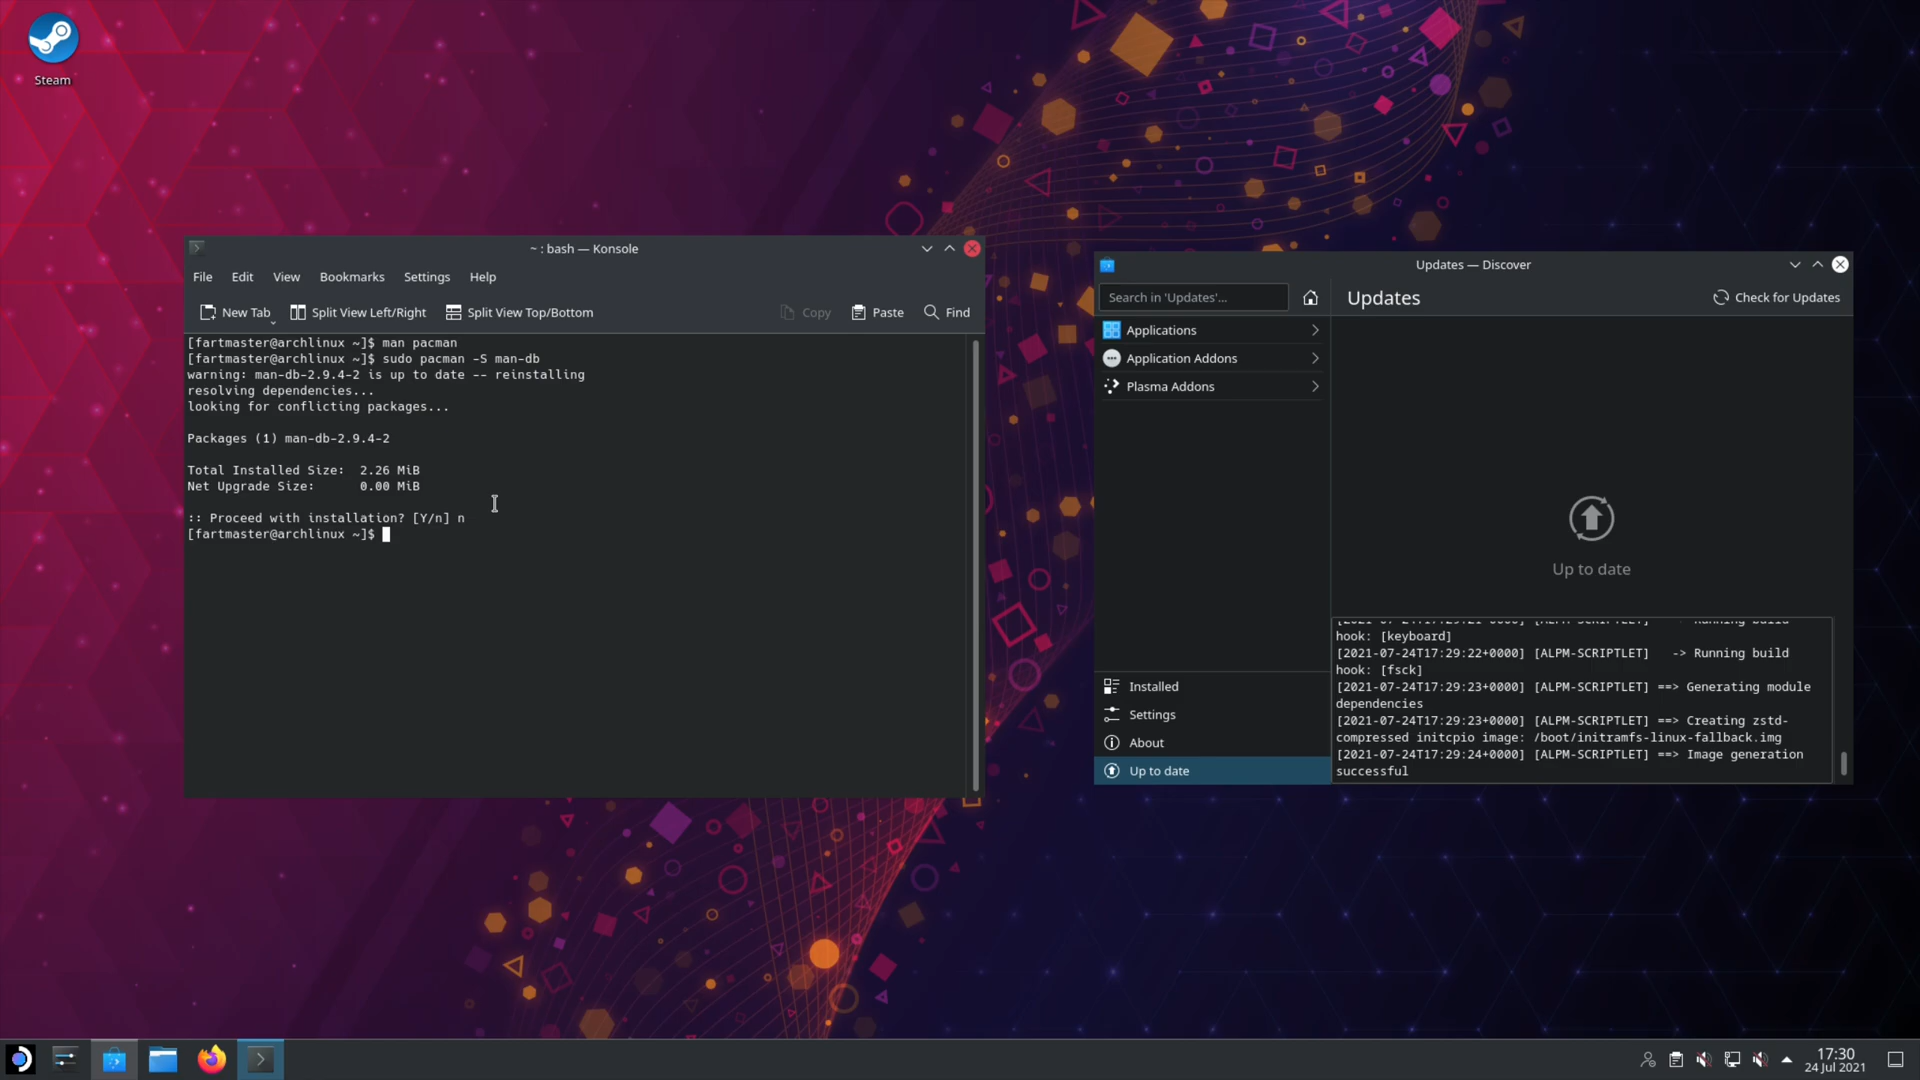 Steam
~ : bash — Konsole
File Edit View Bookmarks Settings Help
New Tab Split View Left/Right Split View Top/Bottom Copy Paste Find
[fartmaster@archlinux ~]$ man pacman
[fartmaster@archlinux ~]$ sudo pacman -S man-db
warning: man-db-2.9.4-2 is up to date -- reinstalling
resolving dependencies...
looking for conflicting packages...
Packages (1) man-db-2.9.4-2
Total Installed Size:  2.26 MiB
Net Upgrade Size:      0.00 MiB
:: Proceed with installation? [Y/n] n
[fartmaster@archlinux ~]$
Updates — Discover
Search in 'Updates'...
Updates
Check for Updates
Applications
Application Addons
Plasma Addons
Up to date
Installed
Settings
About
Up to date
Running build
hook: [keyboard]
[2021-07-24T17:29:22+0000] [ALPM-SCRIPTLET]   -> Running build
hook: [fsck]
[2021-07-24T17:29:23+0000] [ALPM-SCRIPTLET] ==> Generating module
dependencies
[2021-07-24T17:29:23+0000] [ALPM-SCRIPTLET] ==> Creating zstd-
compressed initcpio image: /boot/initramfs-linux-fallback.img
[2021-07-24T17:29:24+0000] [ALPM-SCRIPTLET] ==> Image generation
successful
17:30
24 Jul 2021